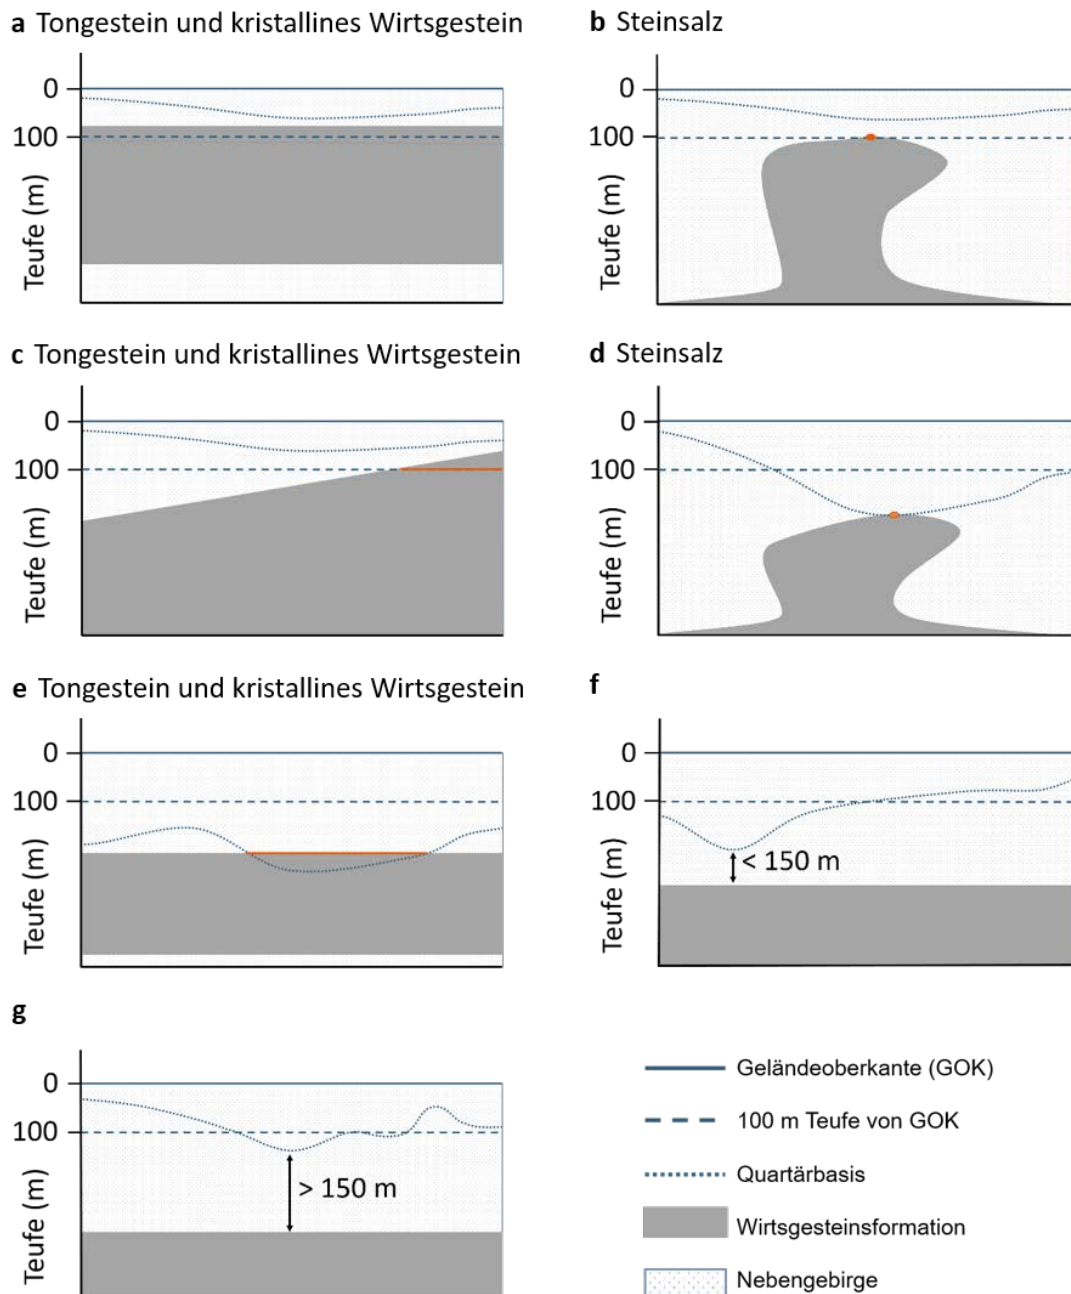 a Tongestein und kristallines Wirtsgestein
0
100
Teufe (m)
b Steinsalz
0
100
Teufe (m)
c Tongestein und kristallines Wirtsgestein
0
100
Teufe (m)
d Steinsalz
0
100
Teufe (m)
e Tongestein und kristallines Wirtsgestein
0
100
Teufe (m)
f
0
100
< 150 m
Teufe (m)
g
0
100
> 150 m
Teufe (m)
Geländeoberkante (GOK)
100 m Teufe von GOK
Quartärbasis
Wirtsgesteinsformation
Nebengebirge